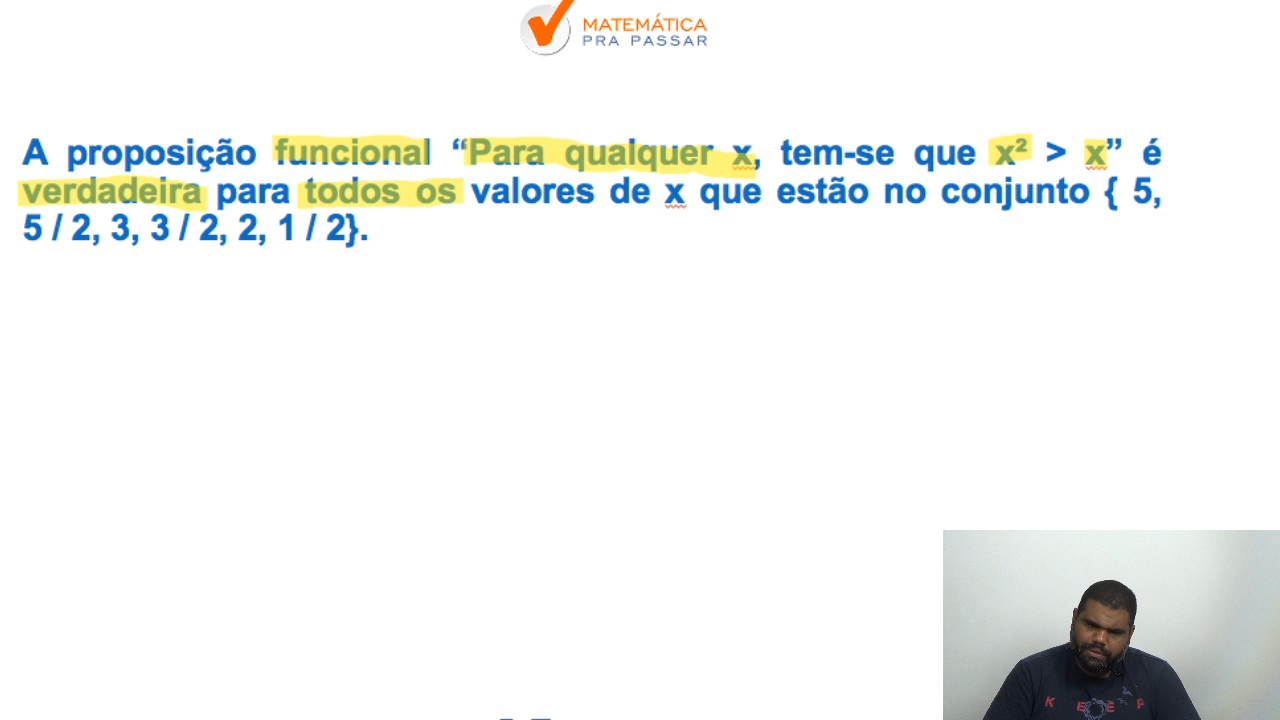 MATEMÁTICA
PRA PASSAR
A proposição funcional “Para qualquer x, tem-se que x² > x” é
verdadeira para todos os valores de x que estão no conjunto { 5,
5 / 2, 3, 3 / 2, 2, 1 / 2}.
K E E P